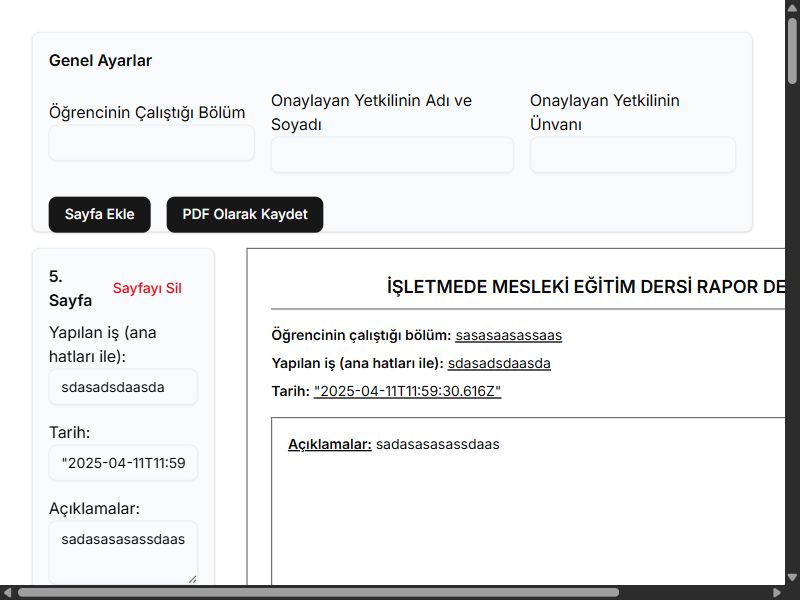 Genel Ayarlar
Öğrencinin Çalıştığı Bölüm
Onaylayan Yetkilinin Adı ve
Soyadı
Onaylayan Yetkilinin
Ünvanı
Sayfa Ekle
PDF Olarak Kaydet
5.
Sayfa
Sayfayı Sil
Yapılan iş (ana
hatları ile):
sdasadsdaasda
Tarih:
"2025-04-11T11:59
Açıklamalar:
sadasasasassdaas
İŞLETMEDE MESLEKİ EĞİTİM DERSİ RAPOR DE
Öğrencinin çalıştığı bölüm: sasasaasassaas
Yapılan iş (ana hatları ile): sdasadsdaasda
Tarih: "2025-04-11T11:59:30.616Z"
Açıklamalar: sadasasasassdaas